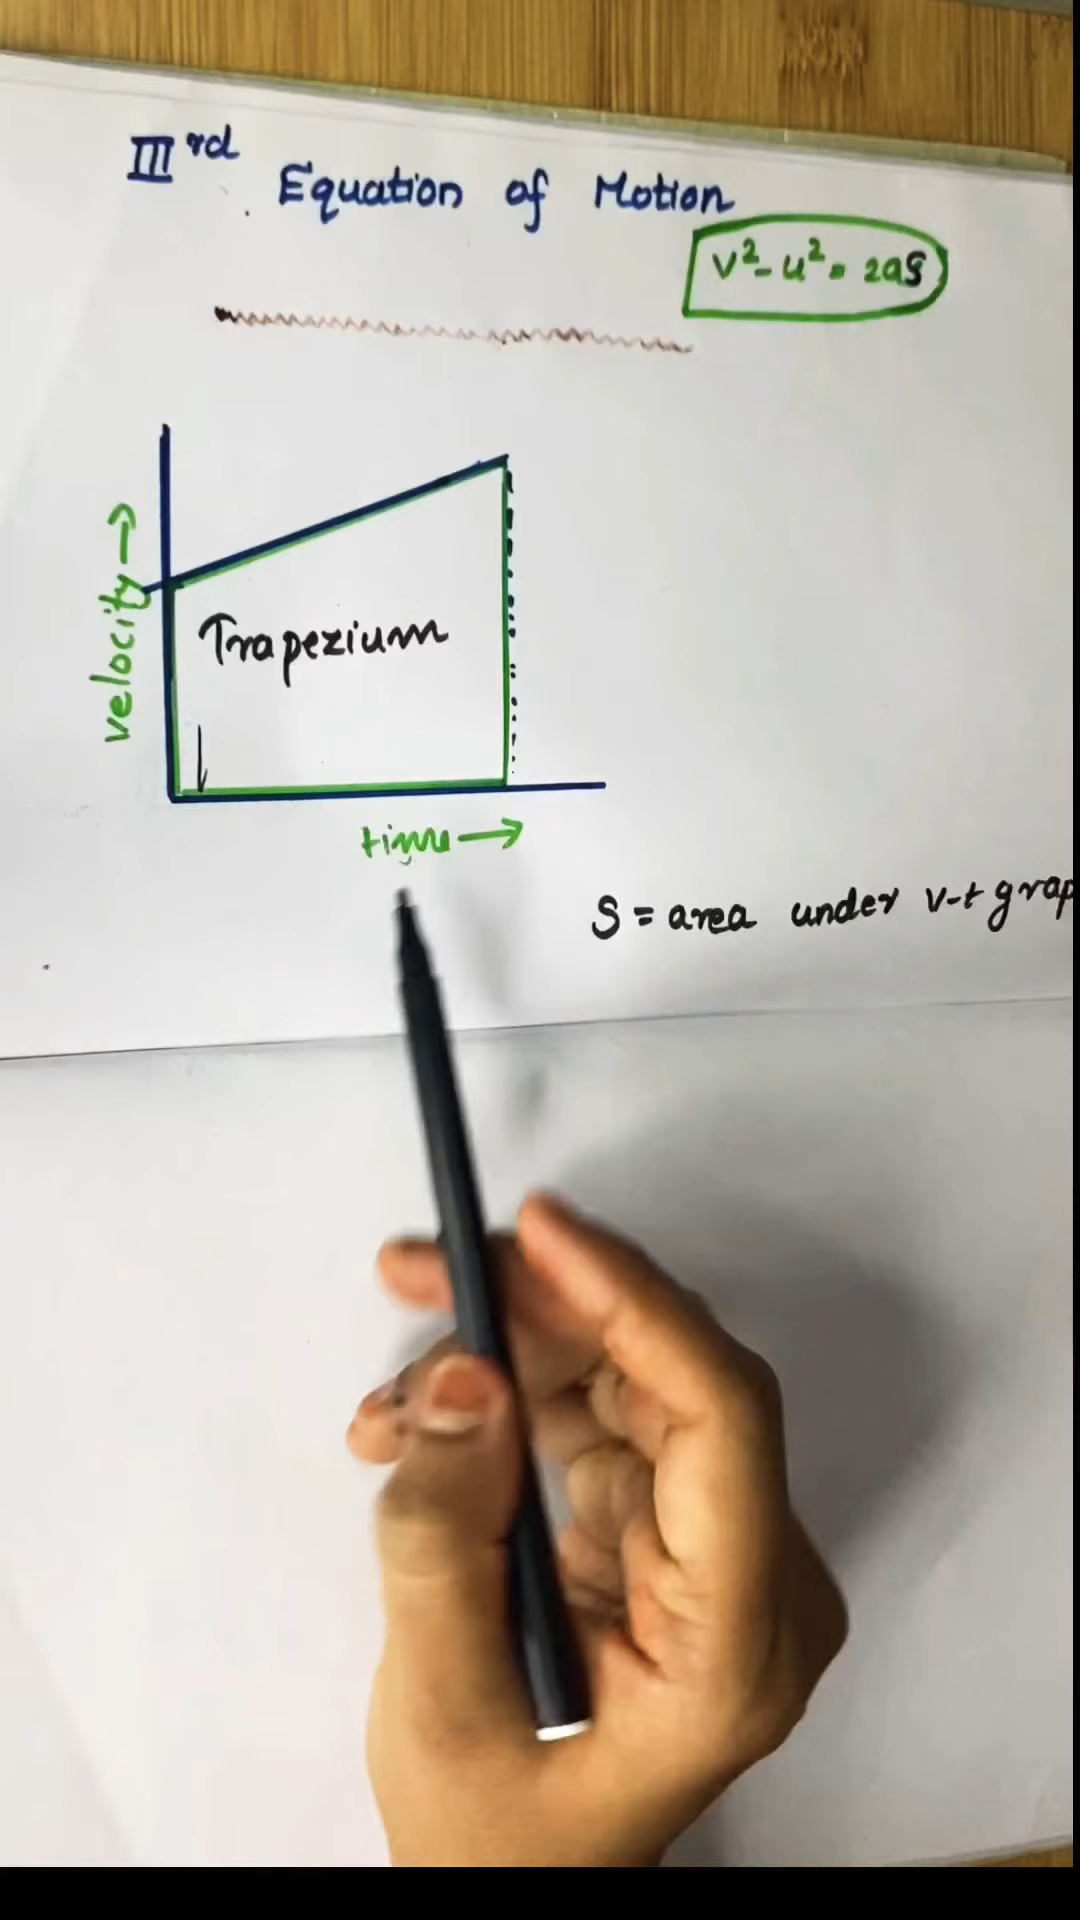 IIIrd Equation of Motion
v²-u² = 2aS
velocity →
Trapezium
time →
S = area under v-t grap